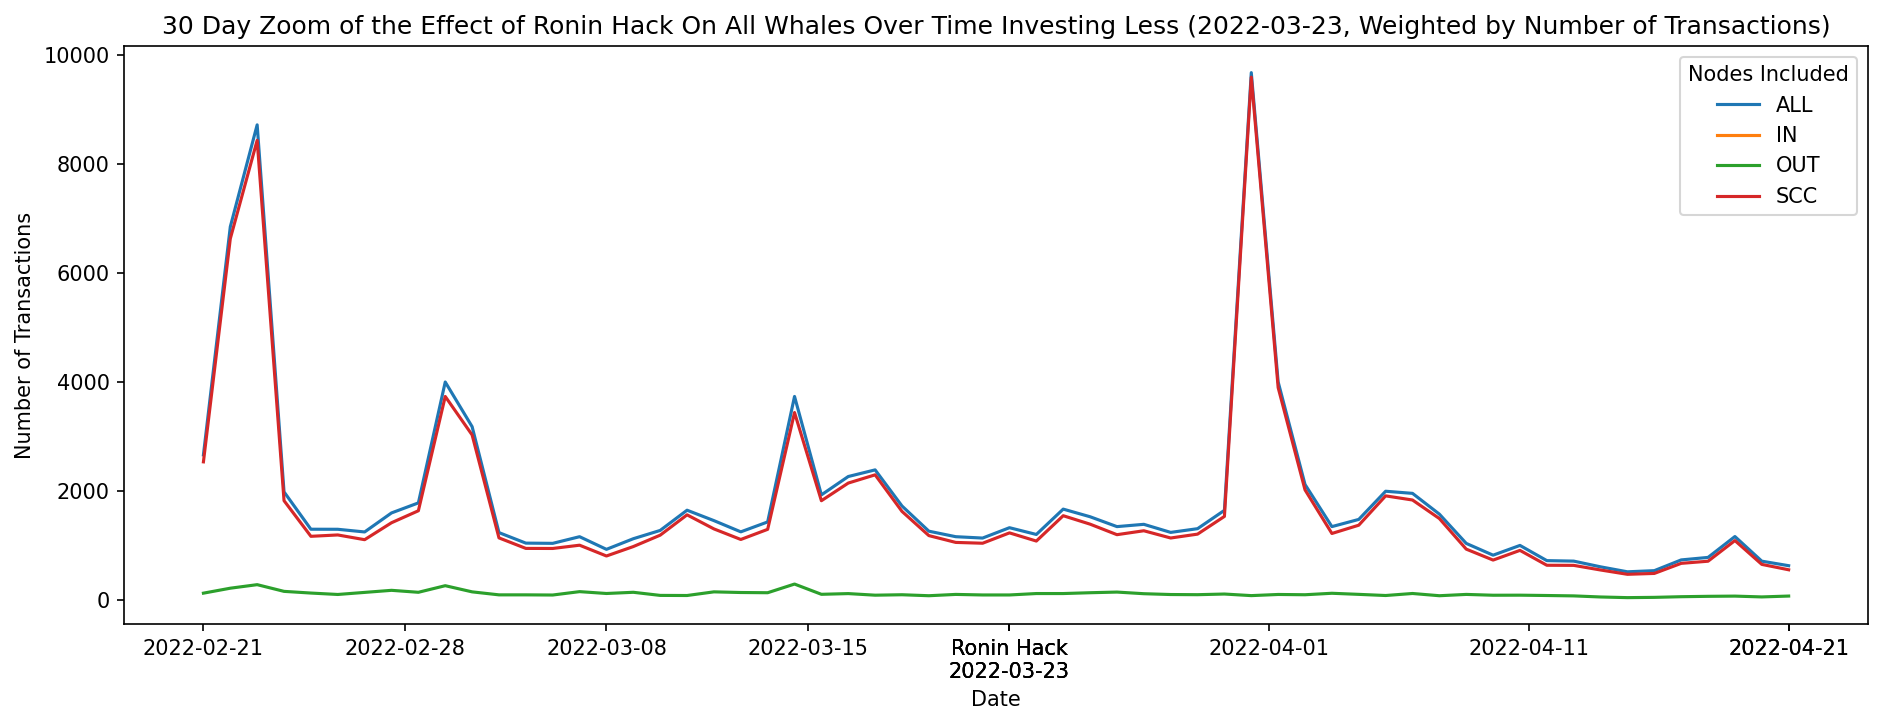 30 Day Zoom of the Effect of Ronin Hack On All Whales Over Time Investing Less (2022-03-23, Weighted by Number of Transactions)
10000
8000
6000
4000
2000
0
Number of Transactions
Nodes Included
ALL
IN
OUT
SCC
2022-02-21
2022-02-28
2022-03-08
2022-03-15
Ronin Hack
2022-03-23
2022-04-01
2022-04-11
2022-04-21
Date